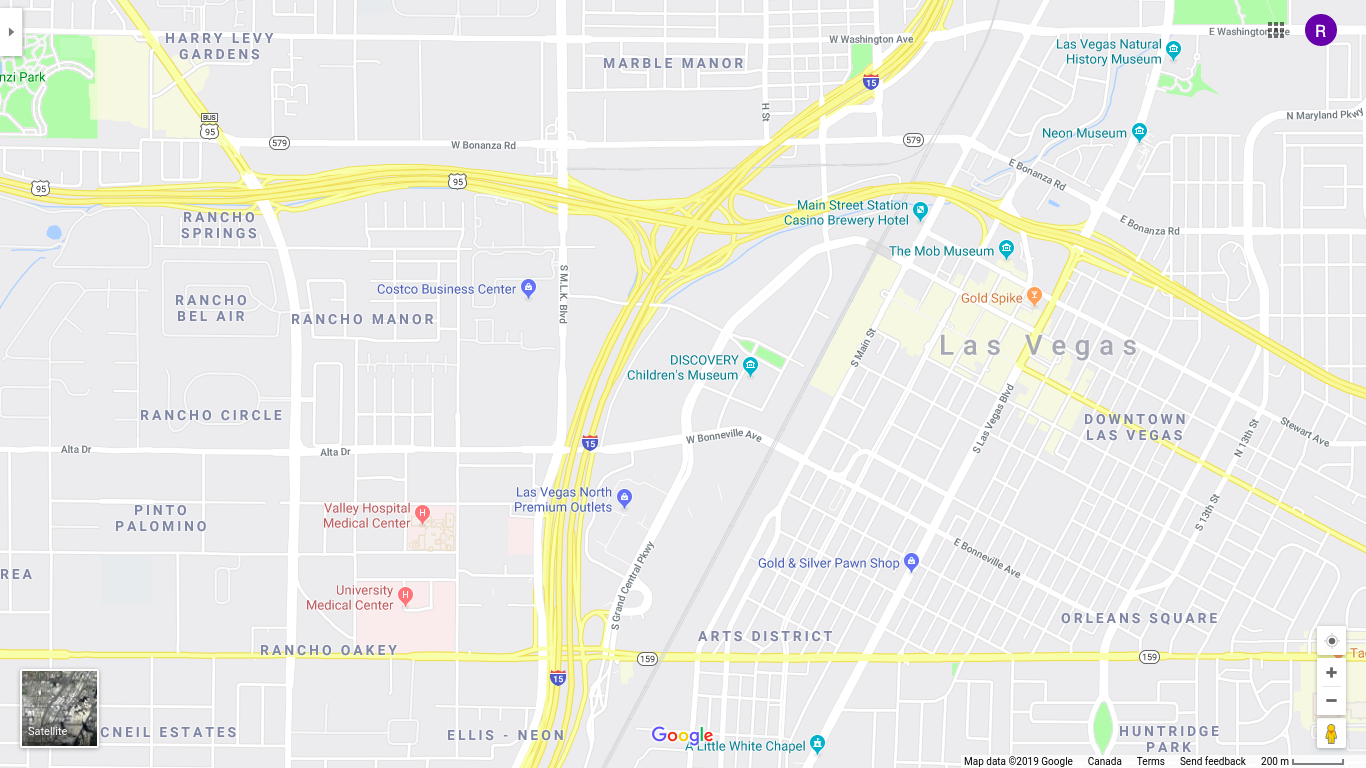 HARRY LEVY
GARDENS
W Washington Ave
E Washington
R
MARBLE MANOR
Las Vegas Natural
History Museum
nzi Park
15
H St
N Maryland Pkwy
BUS
95
Neon Museum
579
W Bonanza Rd
579
95
95
E Bonanza Rd
RANCHO
SPRINGS
Main Street Station
Casino Brewery Hotel
E Bonanza Rd
The Mob Museum
S M.L.K. Blvd
Costco Business Center
Gold Spike
RANCHO
BEL AIR
RANCHO MANOR
Las Vegas
S Main St
DISCOVERY
Children's Museum
S Las Vegas Blvd
RANCHO CIRCLE
DOWNTOWN
LAS VEGAS
Stewart Ave
N 13th St
15
W Bonneville Ave
Alta Dr
Alta Dr
Las Vegas North
Premium Outlets
S 13th St
PINTO
PALOMINO
Valley Hospital
Medical Center
H
E Bonneville Ave
Gold & Silver Pawn Shop
REA
S Grand Central Pkwy
University
Medical Center
H
ORLEANS SQUARE
ARTS DISTRICT
RANCHO OAKEY
159
159
Ta
15
Satellite
CNEIL ESTATES
ELLIS - NEON
Google
A Little White Chapel
HUNTRIDGE
PARK
Map data ©2019 Google
Canada
Terms
Send feedback
200 m